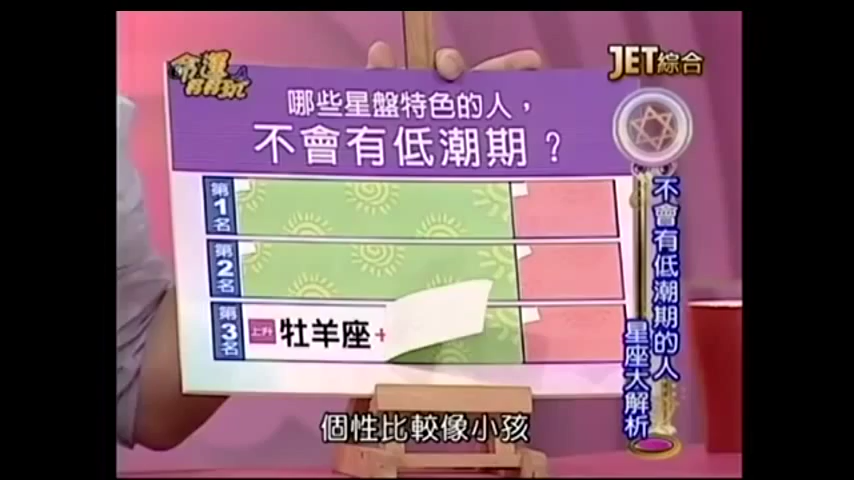 命運好好玩
JET綜合
哪些星盤特色的人，
不會有低潮期？
第1名
第2名
第3名 上升 牡羊座+
不會有低潮期的人
星座大解析
個性比較像小孩